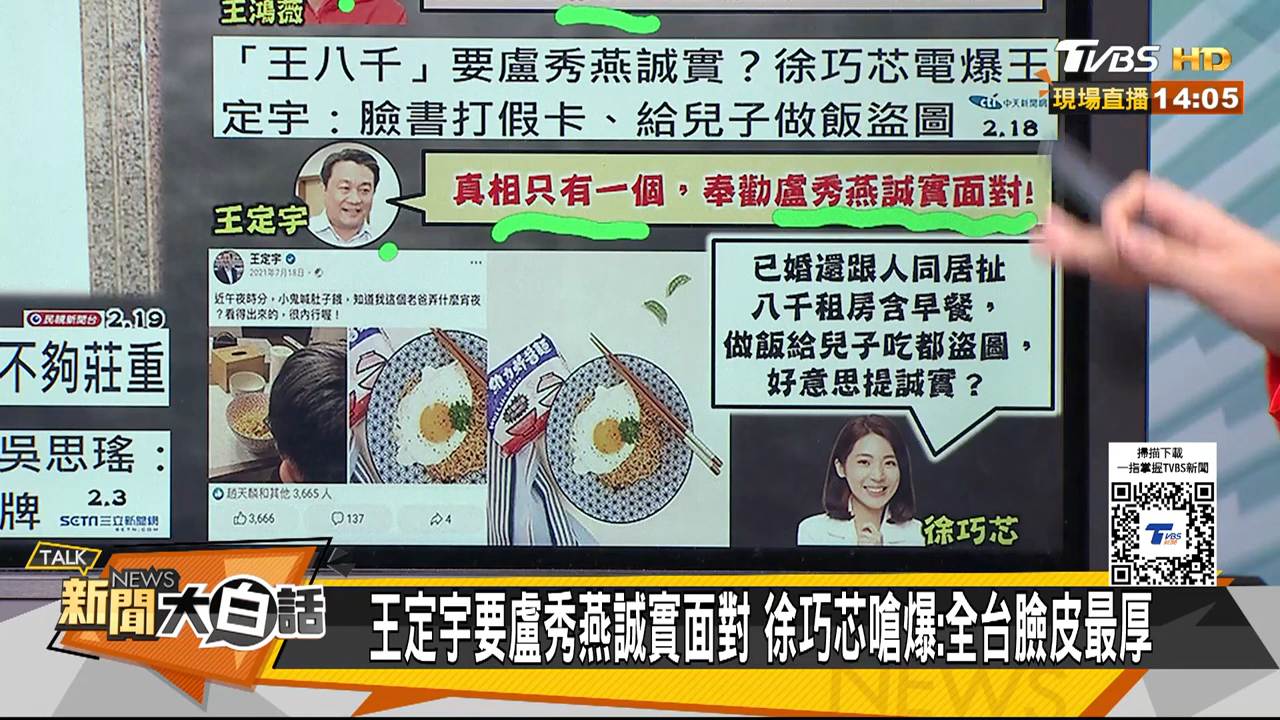 王鴻薇
TVBS HD
現場直播 14:05
「王八千」要盧秀燕誠實？徐巧芯電爆王
定宇：臉書打假卡、給兒子做飯盜圖
cti 中天新聞網
2.18
真相只有一個，奉勸盧秀燕誠實面對!
王定宇
王定宇
2021年7月18日
近午夜時分，小鬼喊肚子餓，知道我這個老爸弄什麼宵夜
？看得出來的，很內行喔！
趙天麟和其他 3,665 人
3,666
137
4
已婚還跟人同居扯
八千租房含早餐，
做飯給兒子吃都盜圖，
好意思提誠實？
徐巧芯
民視新聞台 2.19
不夠莊重
吳思瑤：
牌
2.3
SETN 三立新聞網
SETN.COM
掃描下載
一指掌握TVBS新聞
TVBS
新聞
TALK
NEWS
新聞大白話
王定宇要盧秀燕誠實面對 徐巧芯嗆爆:全台臉皮最厚
NEWS